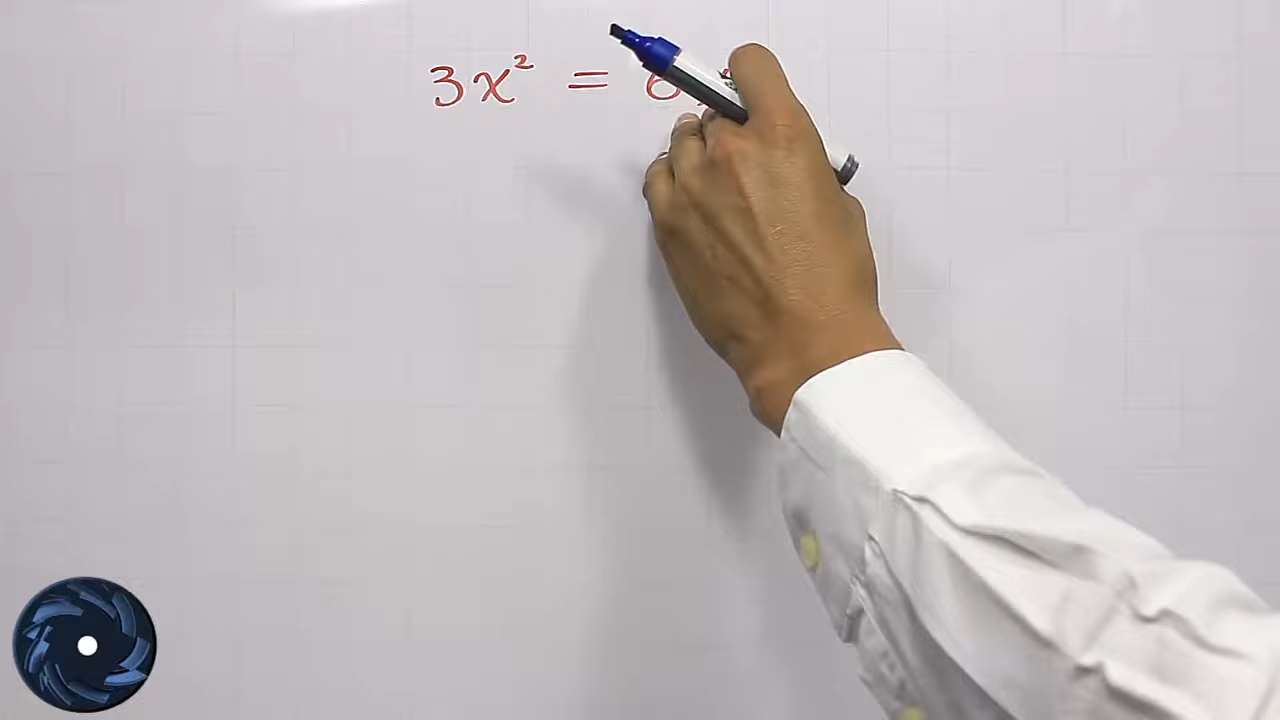 3x² = 6